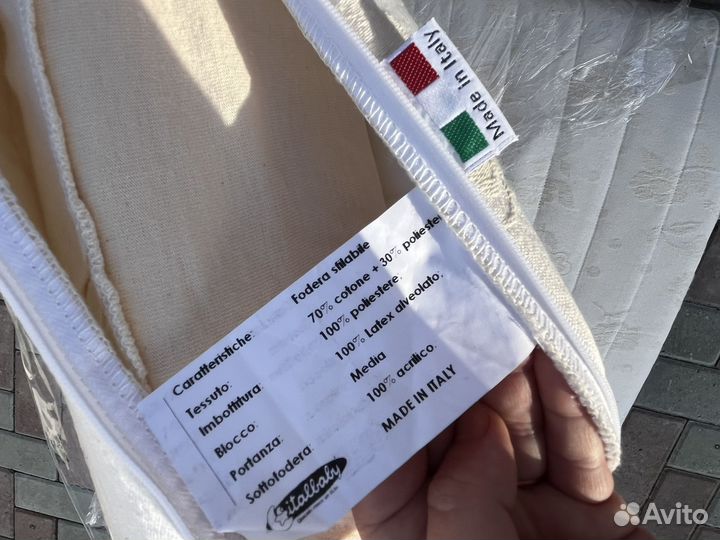 Made in Italy
Caratteristiche: Fodera sfilabile
Tessuto: 70% cotone + 30% poliestere
Imbottitura: 100% poliestere.
Blocco: 100% Latex alveolato.
Portanza: Media
Sottofodera: 100% acrilico.
MADE IN ITALY
italbaby
Avito